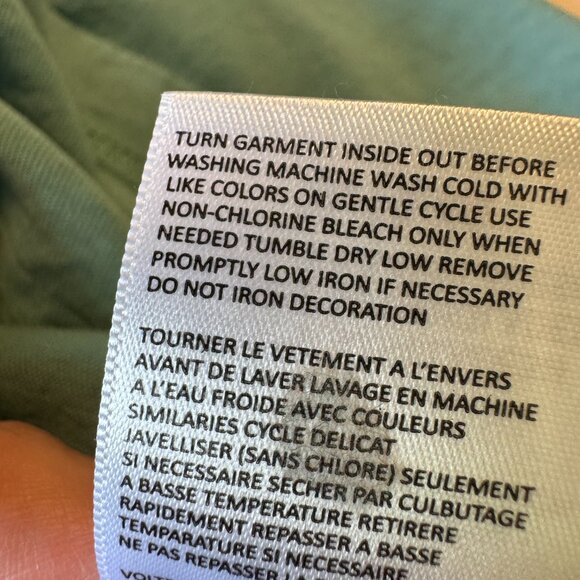 TURN GARMENT INSIDE OUT BEFORE
WASHING MACHINE WASH COLD WITH
LIKE COLORS ON GENTLE CYCLE USE
NON-CHLORINE BLEACH ONLY WHEN
NEEDED TUMBLE DRY LOW REMOVE
PROMPTLY LOW IRON IF NECESSARY
DO NOT IRON DECORATION
TOURNER LE VETEMENT A L'ENVERS
AVANT DE LAVER LAVAGE EN MACHINE
A L'EAU FROIDE AVEC COULEURS
SIMILARIES CYCLE DELICAT
JAVELLISER (SANS CHLORE) SEULEMENT
SI NECESSAIRE SECHER PAR CULBUTAGE
A BASSE TEMPERATURE RETIRERE
RAPIDEMENT REPASSER A BASSE
TEMPARATURE SI NECESSAIRE
NE PAS REPASSER